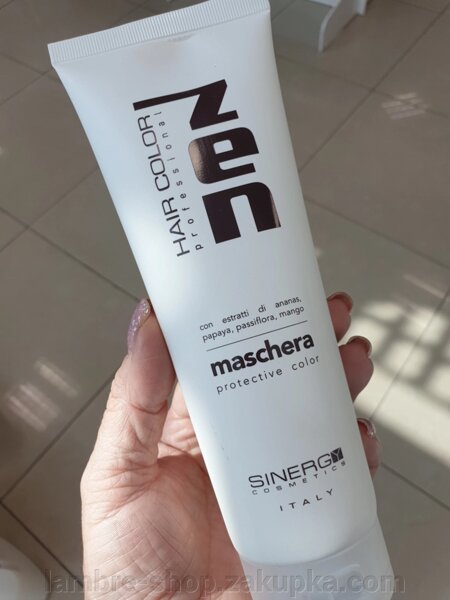 zen
HAIR COLOR
professional
con estratti di ananas,
papaya, passiflora, mango
maschera
protective color
SINERGY
COSMETICS
ITALY
lambre-shop.zakupka.com